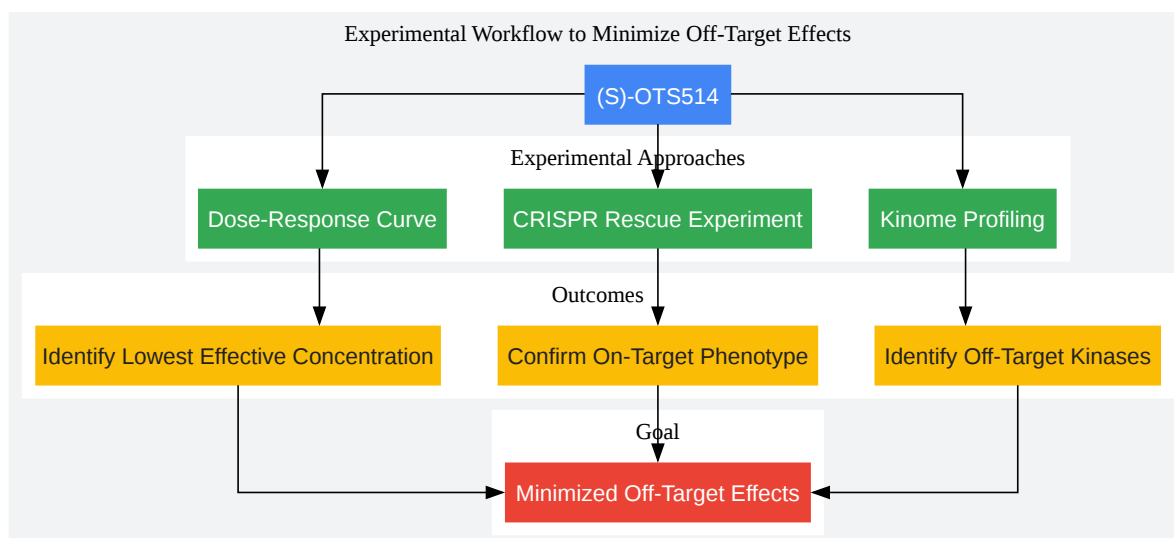 Experimental Workflow to Minimize Off-Target Effects
(S)-OTS514
Experimental Approaches
Dose-Response Curve
CRISPR Rescue Experiment
Kinome Profiling
Outcomes
Identify Lowest Effective Concentration
Confirm On-Target Phenotype
Identify Off-Target Kinases
Goal
Minimized Off-Target Effects